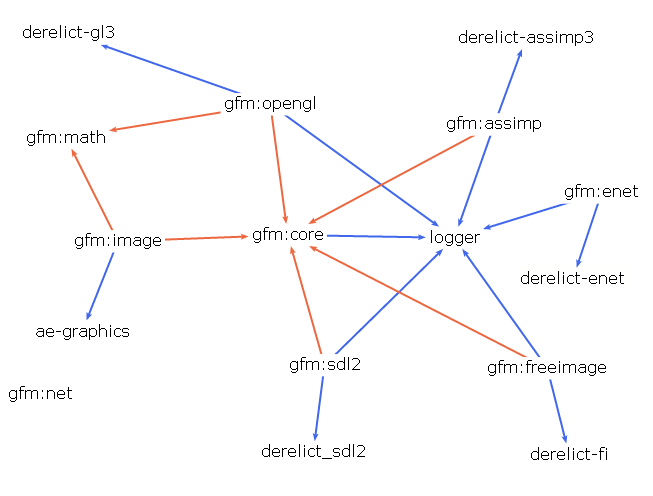 derelict-gl3
derelict-assimp3
gfm:opengl
gfm:assimp
gfm:math
gfm:enet
gfm:image
gfm:core
logger
derelict-enet
ae-graphics
gfm:sdl2
gfm:freeimage
gfm:net
derelict_sdl2
derelict-fi